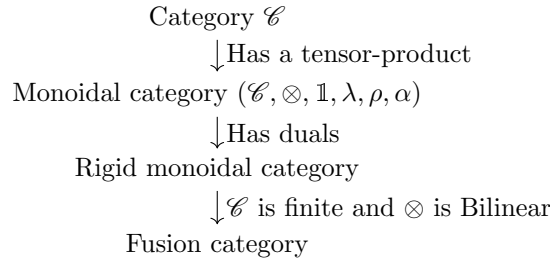 Category 𝒞
Has a tensor-product
Monoidal category (𝒞, ⊗, 𝟙, λ, ρ, α)
Has duals
Rigid monoidal category
𝒞 is finite and ⊗ is Bilinear
Fusion category